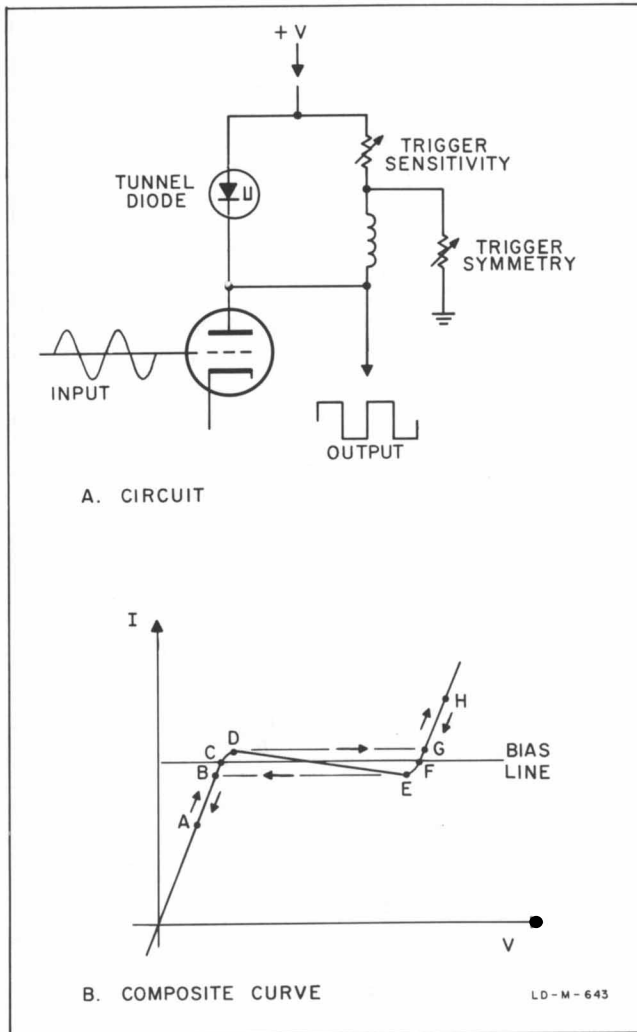 + V
TRIGGER
SENSITIVITY
TUNNEL
DIODE
TRIGGER
SYMMETRY
INPUT
OUTPUT
A. CIRCUIT
I
H
D
G
C
BIAS
F
LINE
B
E
A
V
B. COMPOSITE CURVE
LD-M-643